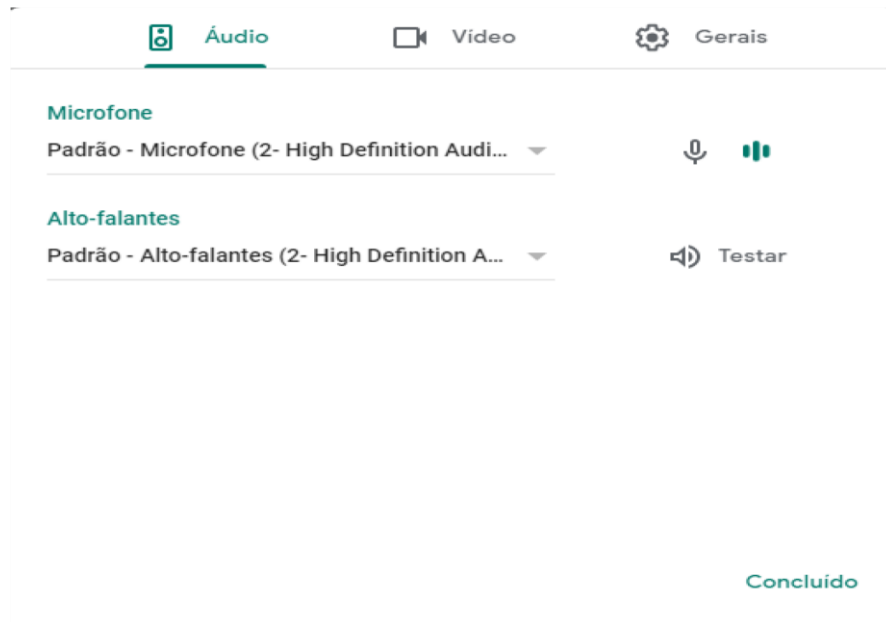 Áudio Vídeo Gerais
Microfone
Padrão - Microfone (2- High Definition Audi...
Alto-falantes
Padrão - Alto-falantes (2- High Definition A...
Testar
Concluído